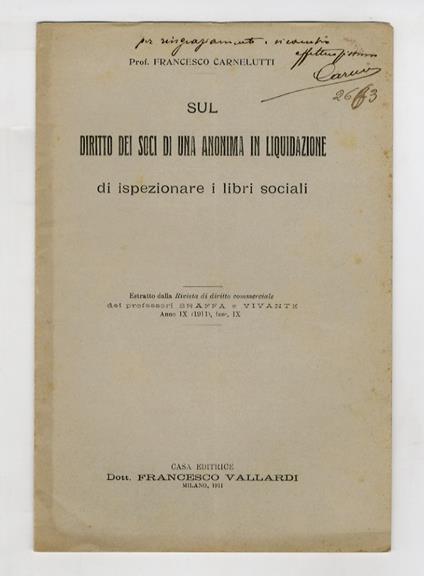 per ringraziamento e ricambio
affettuosissimo
Prof. FRANCESCO CARNELUTTI
SUL
DIRITTO DEI SOCI DI UNA ANONIMA IN LIQUIDAZIONE
di ispezionare i libri sociali
Estratto dalla Rivista di diritto commerciale
dei professori SRAFFA e VIVANTE
Anno IX (1911), fasc. IX
CASA EDITRICE
Dott. FRANCESCO VALLARDI
MILANO, 1911